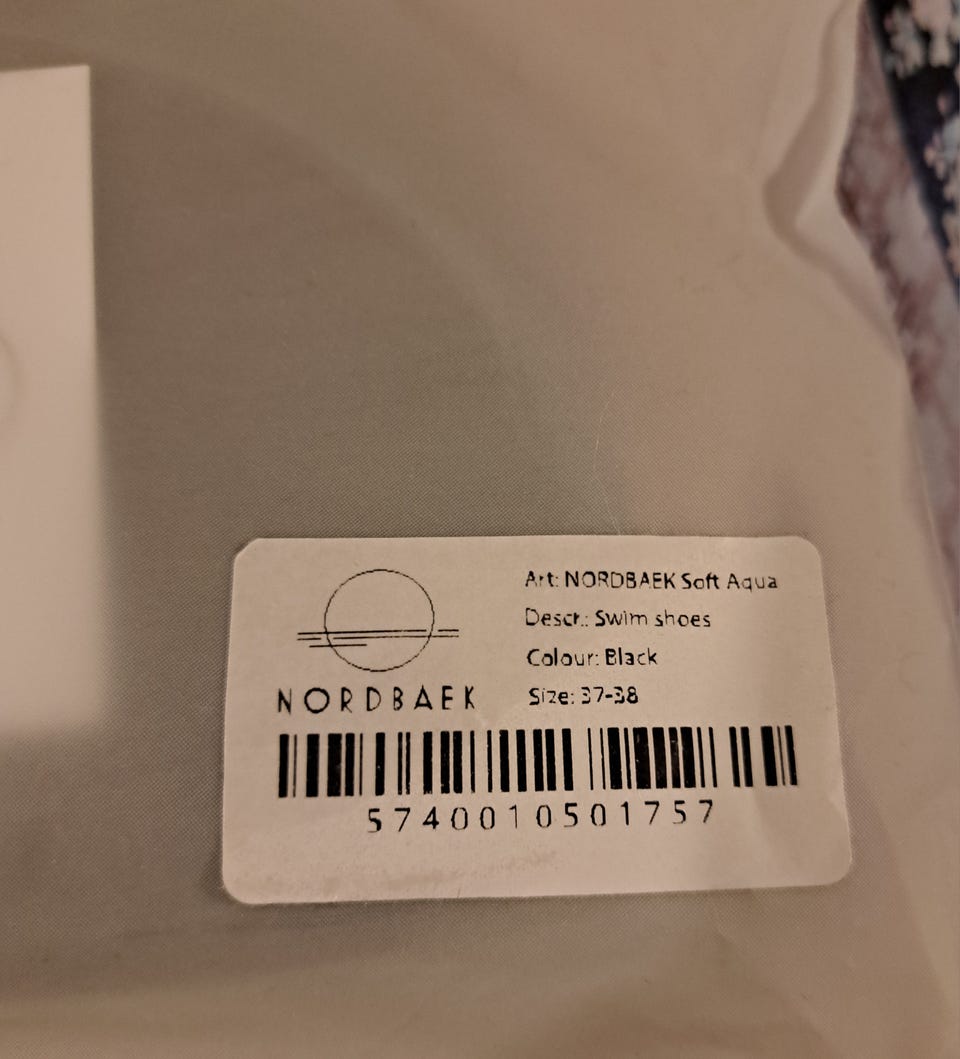 NORDBAEK
Art: NORDBAEK Soft Aqua
Descr.: Swim shoes
Colour: Black
Size: 37-38
5740010501757